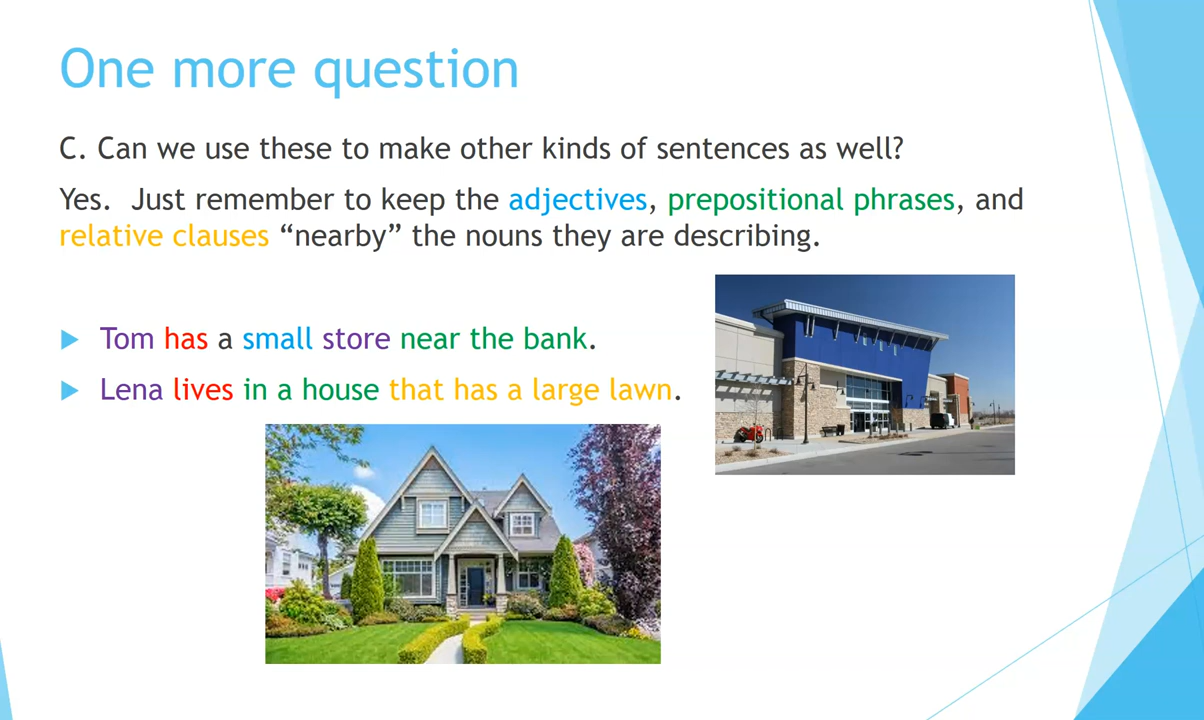 One more question
C. Can we use these to make other kinds of sentences as well?
Yes.  Just remember to keep the adjectives, prepositional phrases, and
relative clauses “nearby” the nouns they are describing.
Tom has a small store near the bank.
Lena lives in a house that has a large lawn.